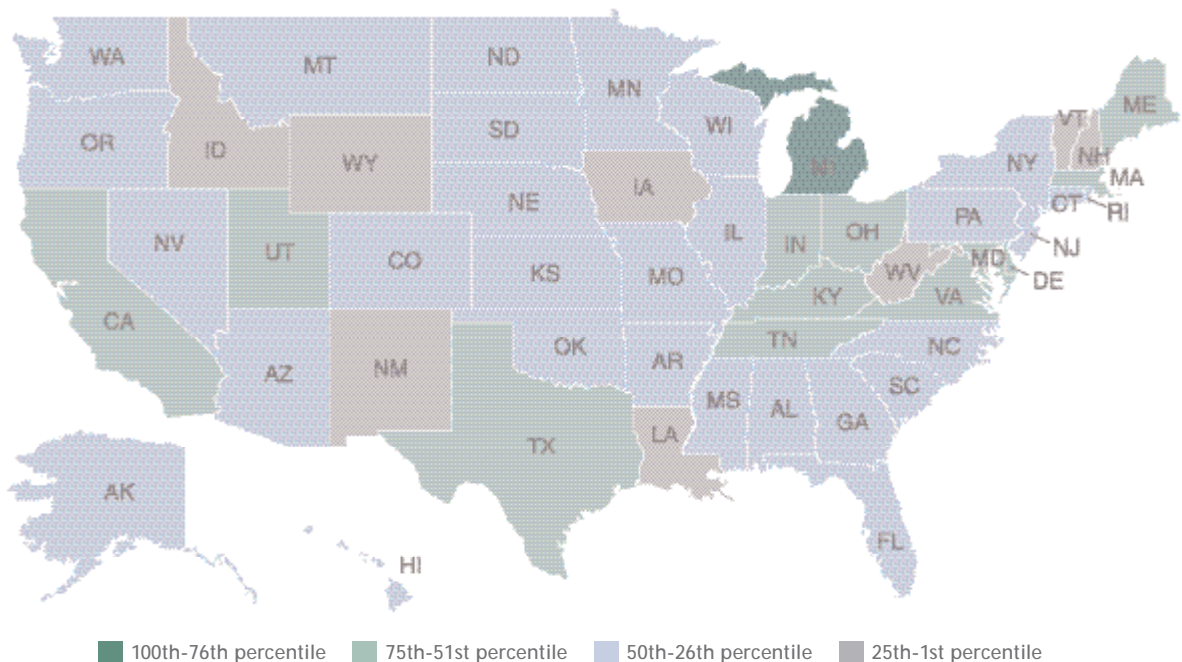 WA
MT
ND
MN
ME
OR
ID
SD
WI
VT
NH
WY
NY
MA
IA
NE
CT
RI
NV
UT
CO
IL
IN
OH
PA
NJ
KS
MO
WV
MD
DE
CA
KY
VA
AZ
NM
OK
AR
TN
NC
MS
AL
GA
SC
TX
LA
AK
FL
HI
MI
100th-76th percentile
75th-51st percentile
50th-26th percentile
25th-1st percentile